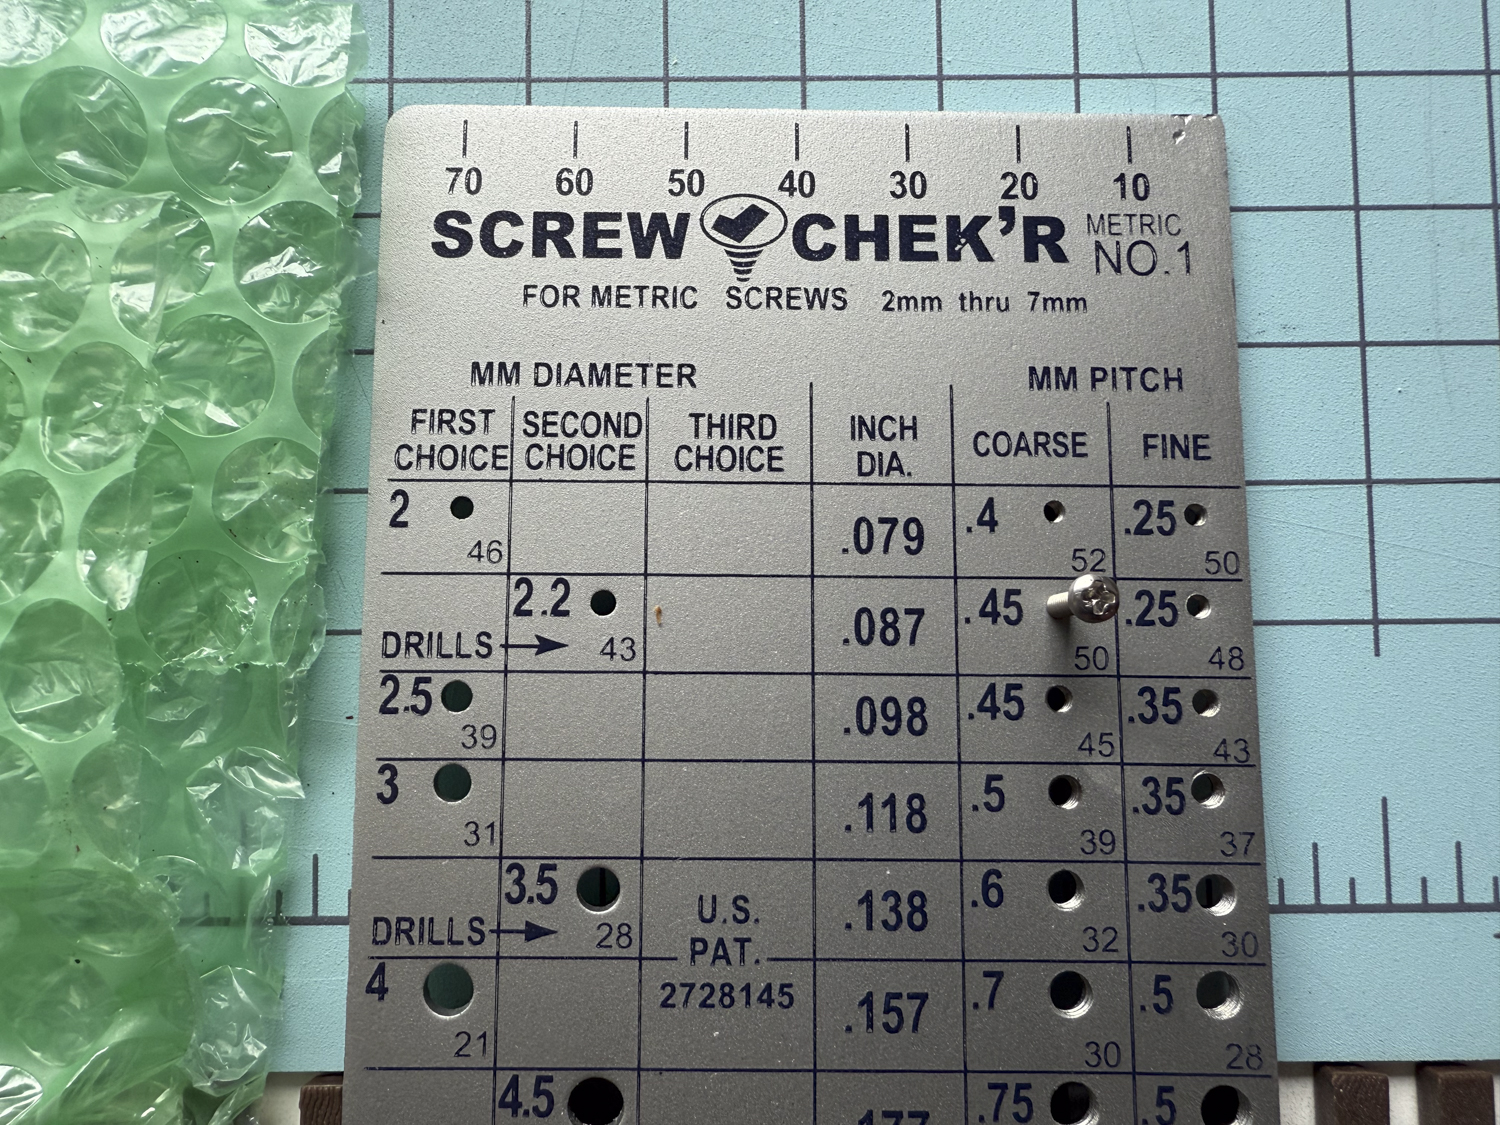 70 60 50 40 30 20 10
SCREW CHEK'R METRIC NO.1
FOR METRIC SCREWS 2mm thru 7mm
MM DIAMETER MM PITCH
FIRST CHOICE SECOND CHOICE THIRD CHOICE INCH DIA. COARSE FINE
2 46 .079 .4 52 .25 50
DRILLS 2.2 43 .087 .45 50 .25 48
2.5 39 .098 .45 45 .35 43
3 31 .118 .5 39 .35 37
DRILLS 3.5 28 .138 .6 32 .35 30
U.S.
PAT.
2728145
4 21 .157 .7 30 .5 28
4.5 .177 .75 .5